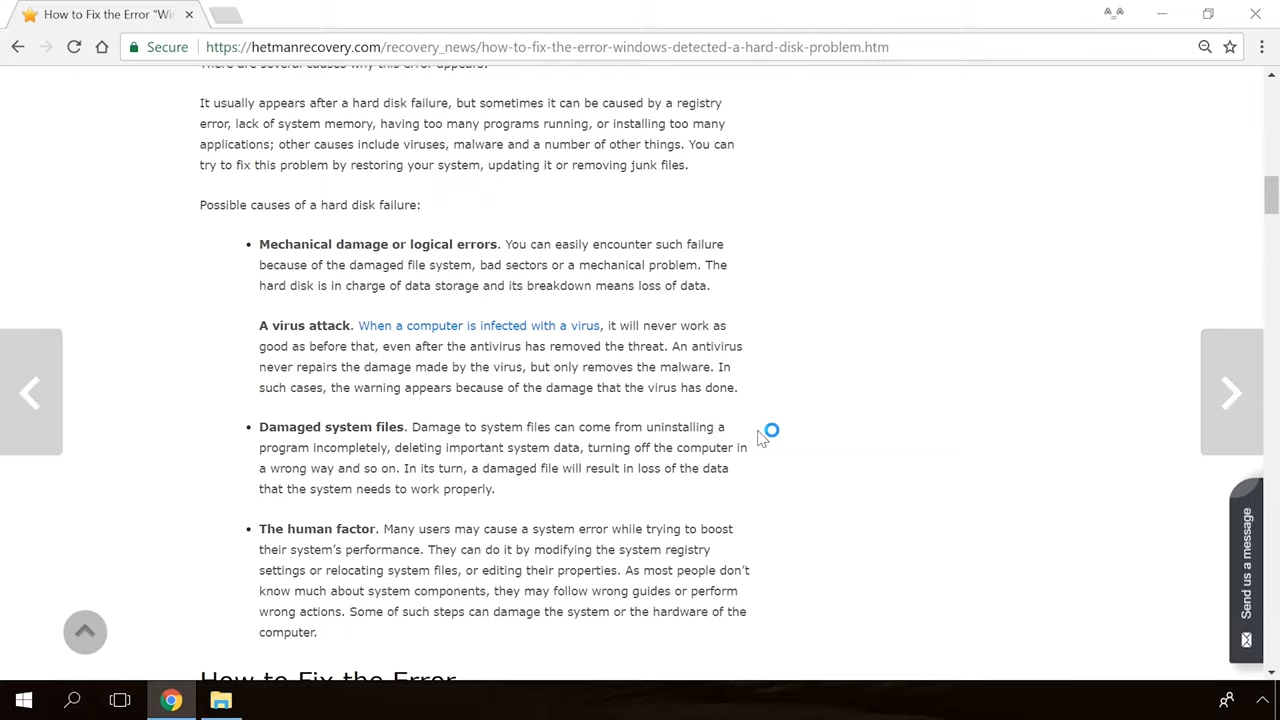 How to Fix the Error "Wi
Secure
https://hetmanrecovery.com/recovery_news/how-to-fix-the-error-windows-detected-a-hard-disk-problem.htm
There are several causes why this error appears.
It usually appears after a hard disk failure, but sometimes it can be caused by a registry
error, lack of system memory, having too many programs running, or installing too many
applications; other causes include viruses, malware and a number of other things. You can
try to fix this problem by restoring your system, updating it or removing junk files.
Possible causes of a hard disk failure:
• Mechanical damage or logical errors. You can easily encounter such failure
because of the damaged file system, bad sectors or a mechanical problem. The
hard disk is in charge of data storage and its breakdown means loss of data.
A virus attack. When a computer is infected with a virus, it will never work as
good as before that, even after the antivirus has removed the threat. An antivirus
never repairs the damage made by the virus, but only removes the malware. In
such cases, the warning appears because of the damage that the virus has done.
• Damaged system files. Damage to system files can come from uninstalling a
program incompletely, deleting important system data, turning off the computer in
a wrong way and so on. In its turn, a damaged file will result in loss of the data
that the system needs to work properly.
• The human factor. Many users may cause a system error while trying to boost
their system's performance. They can do it by modifying the system registry
settings or relocating system files, or editing their properties. As most people don't
know much about system components, they may follow wrong guides or perform
wrong actions. Some of such steps can damage the system or the hardware of the
computer.
How to Fix the Error
Send us a message